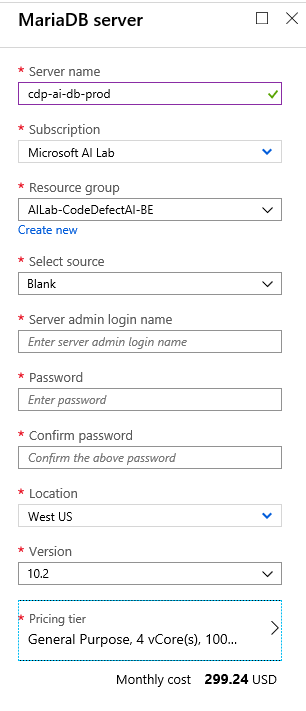 MariaDB server
* Server name
cdp-ai-db-prod
* Subscription
Microsoft AI Lab
* Resource group
AILab-CodeDefectAI-BE
Create new
* Select source
Blank
* Server admin login name
Enter server admin login name
* Password
Enter password
* Confirm password
Confirm the above password
* Location
West US
* Version
10.2
* Pricing tier
General Purpose, 4 vCore(s), 100...
Monthly cost 299.24 USD